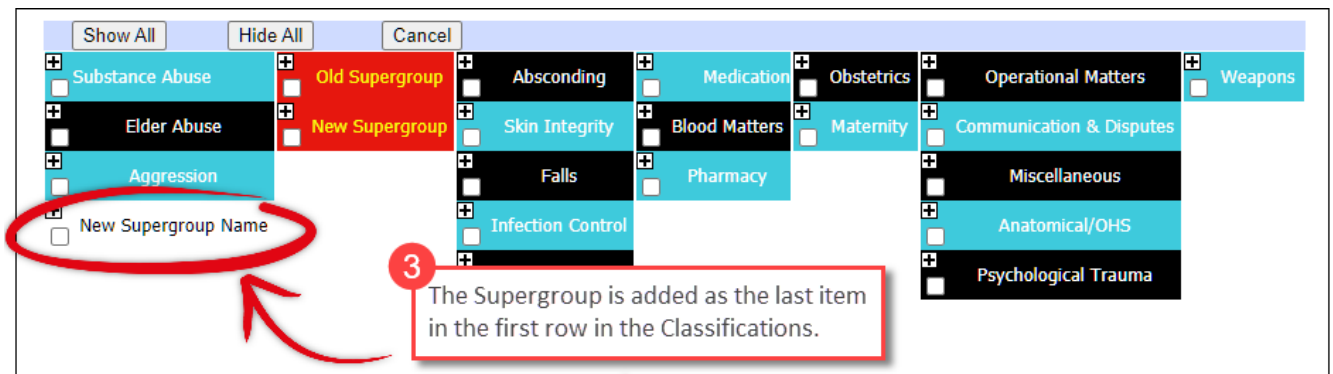 Show All Hide All Cancel
Substance Abuse Old Supergroup Absconding Medication Obstetrics Operational Matters Weapons
Elder Abuse New Supergroup Skin Integrity Blood Matters Maternity Communication & Disputes
Aggression Falls Pharmacy Miscellaneous
New Supergroup Name Infection Control Anatomical/OHS
Psychological Trauma
3
The Supergroup is added as the last item
in the first row in the Classifications.